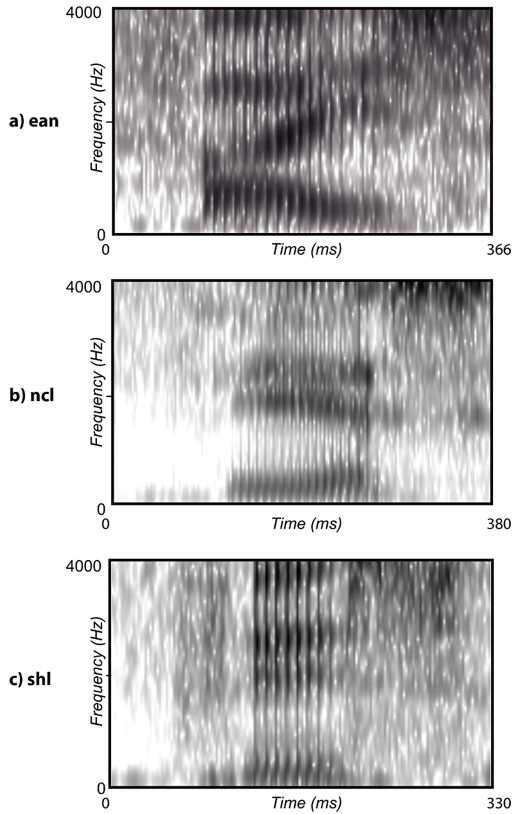 4000
a) ean
Frequency (Hz)
0
0
Time (ms)
366
4000
b) ncl
Frequency (Hz)
0
0
Time (ms)
380
4000
c) shl
Frequency (Hz)
0
0
Time (ms)
330